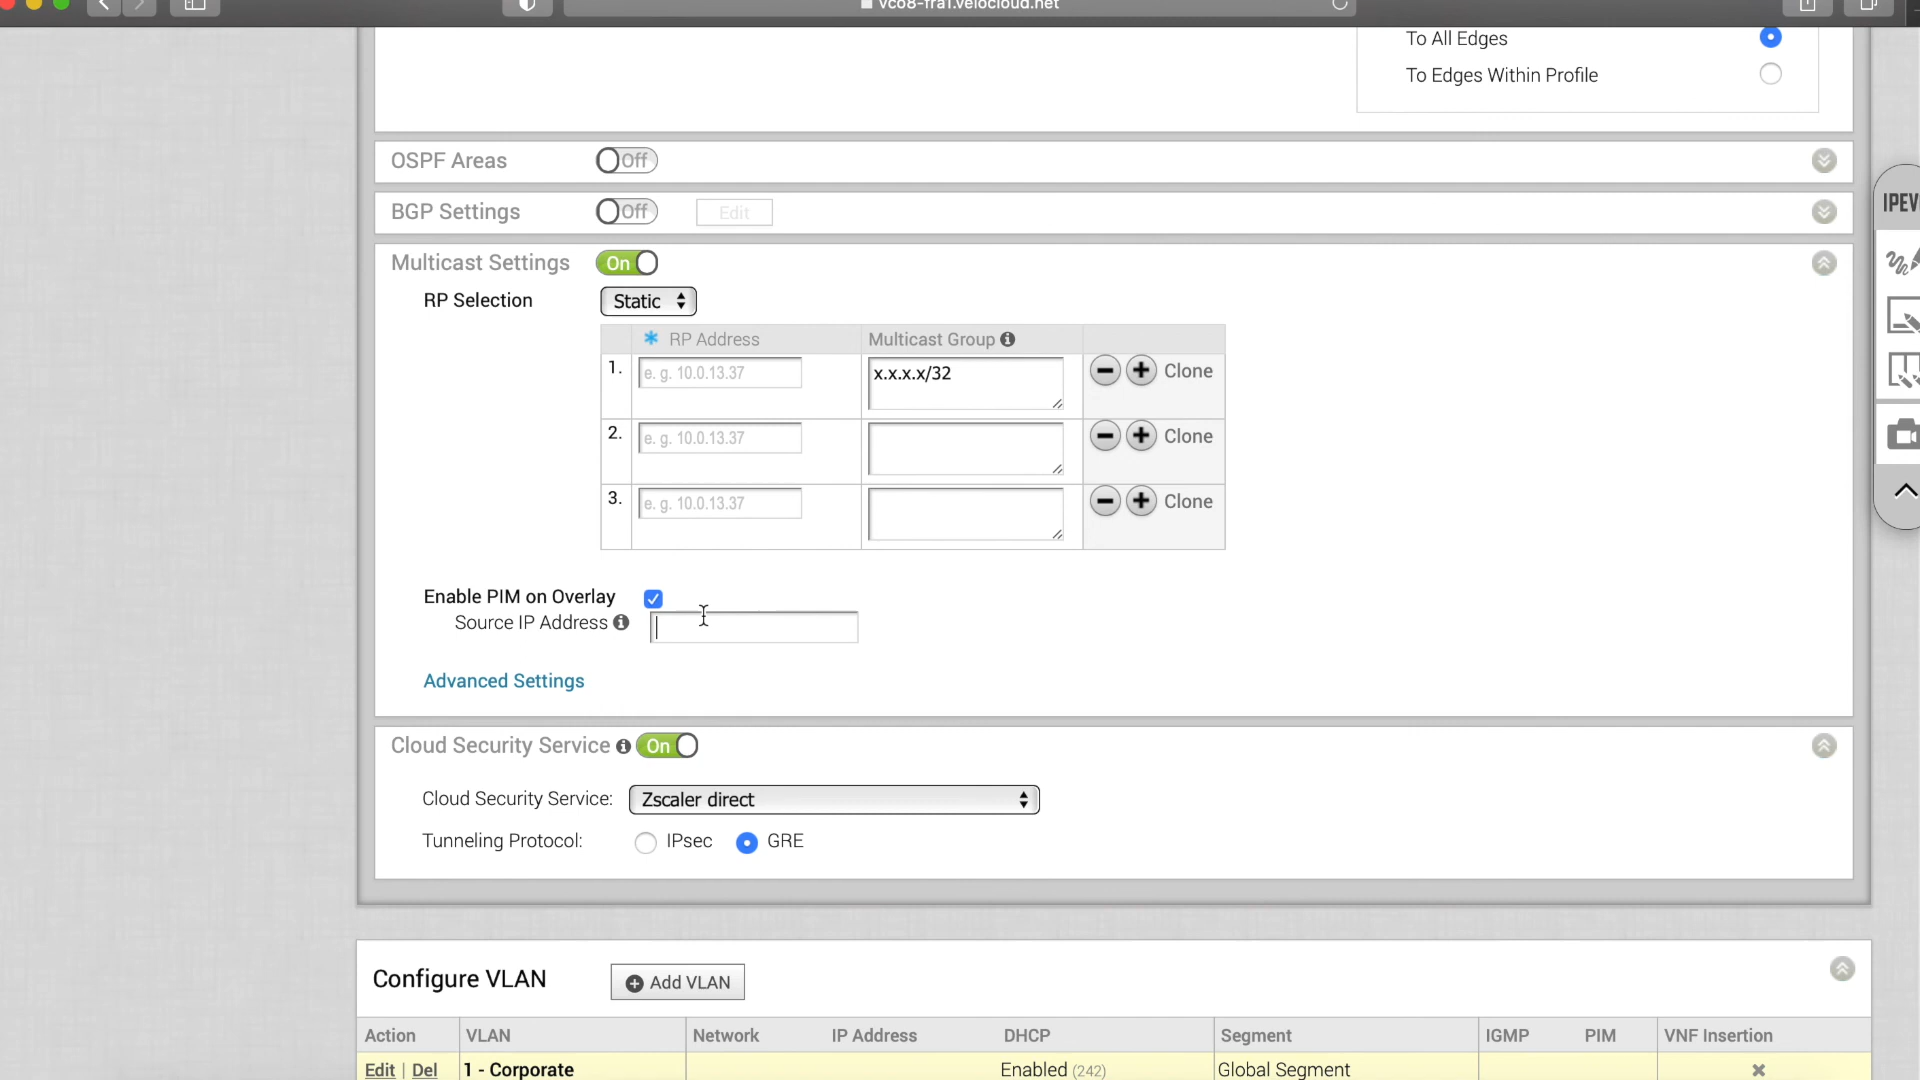 vco8-fra1.velocloud.net
To All Edges
To Edges Within Profile
OSPF Areas Off
BGP Settings Off Edit
IPEV
Multicast Settings On
RP Selection Static
RP Address Multicast Group
1. e. g. 10.0.13.37 x.x.x.x/32 Clone
2. e. g. 10.0.13.37 Clone
3. e. g. 10.0.13.37 Clone
Enable PIM on Overlay
Source IP Address
Advanced Settings
Cloud Security Service On
Cloud Security Service: Zscaler direct
Tunneling Protocol: IPsec GRE
Configure VLAN Add VLAN
Action VLAN Network IP Address DHCP Segment IGMP PIM VNF Insertion
Edit | Del 1 - Corporate Enabled (242) Global Segment